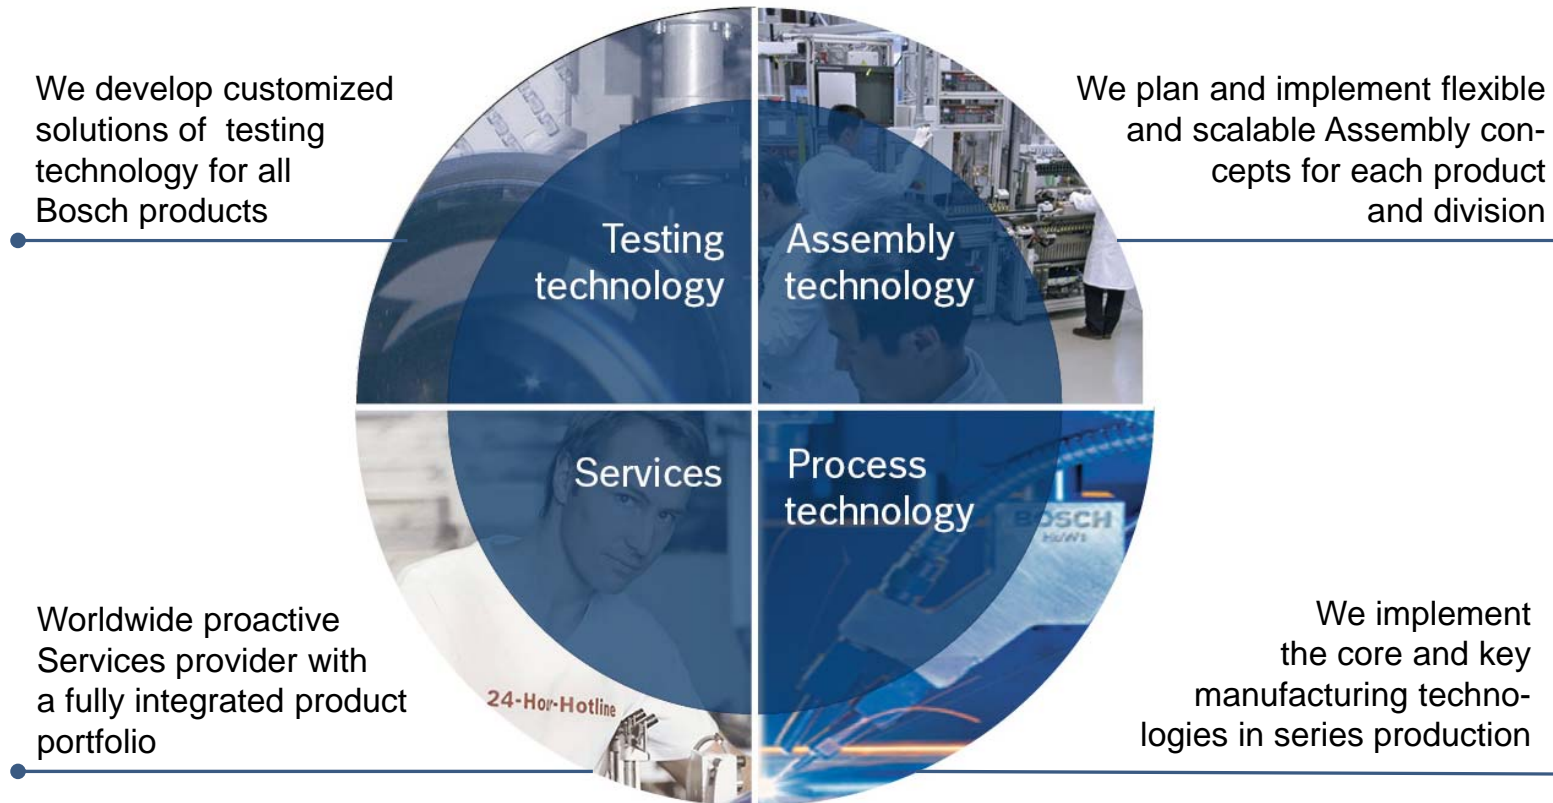 We develop customized
solutions of testing
technology for all
Bosch products
We plan and implement flexible
and scalable Assembly con-
cepts for each product
and division
Testing
technology
Assembly
technology
Services
Process
technology
BOSCH
24-Hour-Hotline
Worldwide proactive
Services provider with
a fully integrated product
portfolio
We implement
the core and key
manufacturing techno-
logies in series production